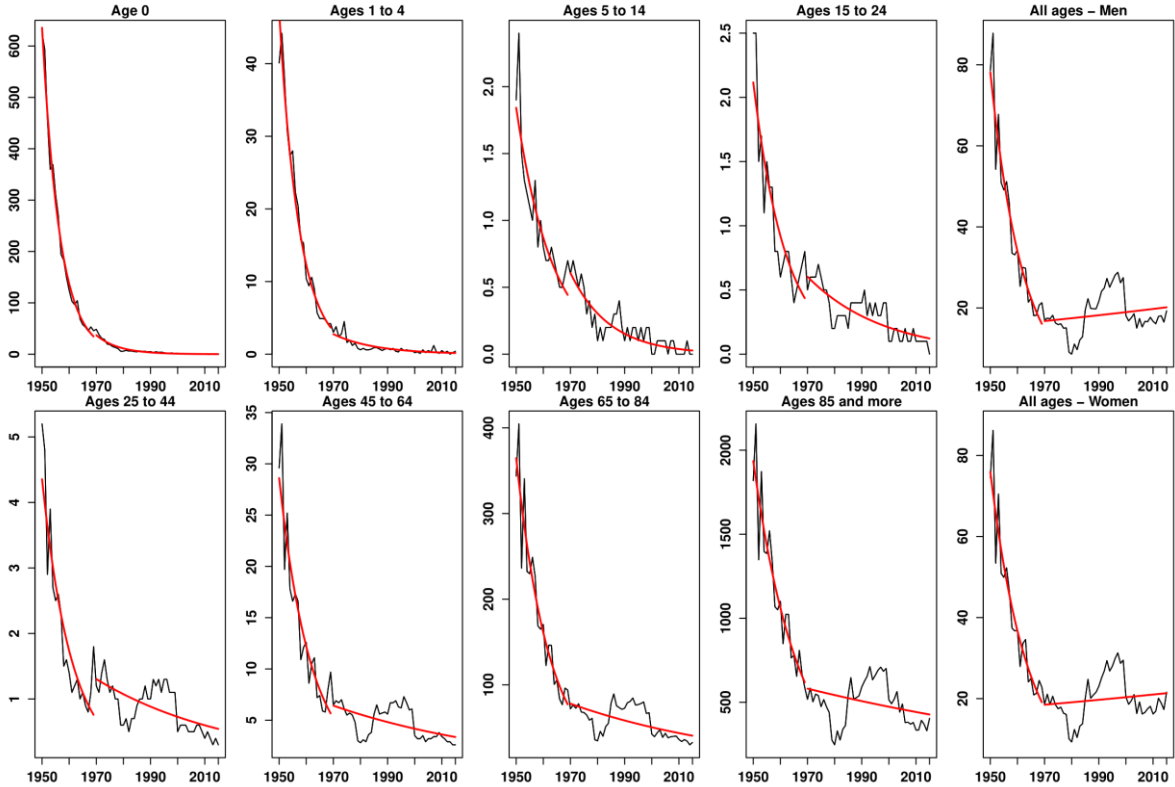 Age 0
Ages 1 to 4
Ages 5 to 14
Ages 15 to 24
All ages − Men
0 100 200 300 400 500 600
0 10 20 30 40
0.0 0.5 1.0 1.5 2.0
0.0 0.5 1.0 1.5 2.0 2.5
20 40 60 80
1950 1970 1990 2010
1950 1970 1990 2010
1950 1970 1990 2010
1950 1970 1990 2010
1950 1970 1990 2010
Ages 25 to 44
Ages 45 to 64
Ages 65 to 84
Ages 85 and more
All ages − Women
1 2 3 4 5
5 10 15 20 25 30 35
100 200 300 400
500 1000 1500 2000
20 40 60 80
1950 1970 1990 2010
1950 1970 1990 2010
1950 1970 1990 2010
1950 1970 1990 2010
1950 1970 1990 2010